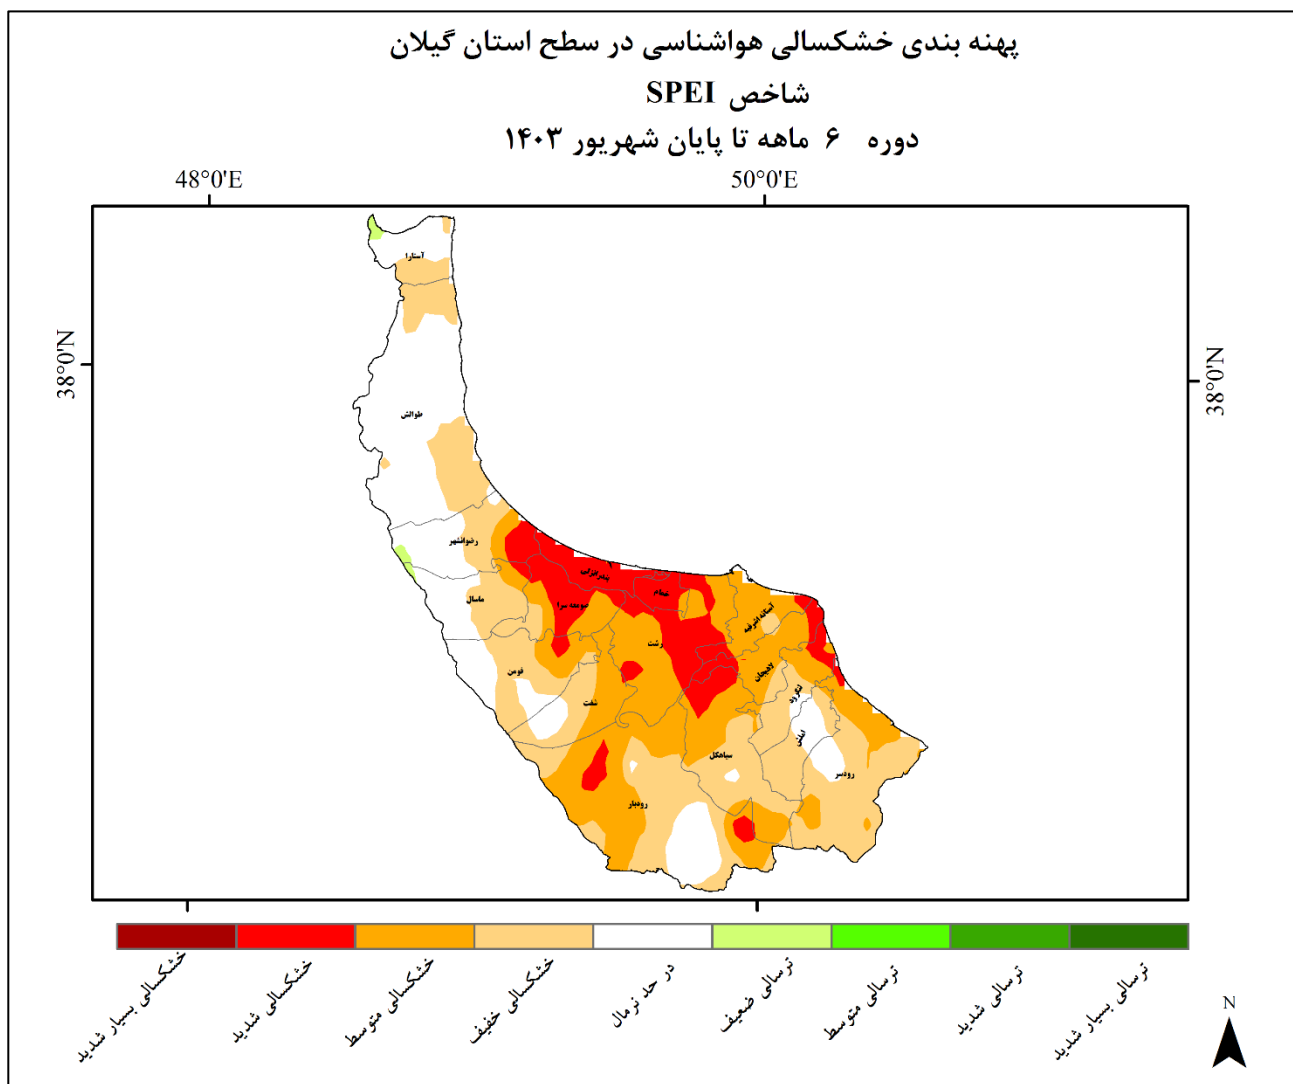 پهنه بندی خشکسالی هواشناسی در سطح استان گیلان
شاخص SPEI
دوره ۶ ماهه تا پایان شهریور ۱۴۰۳
48°0'E
50°0'E
38°0'N
38°0'N
آستارا
طوالش
رضوانشهر
ماسال
بندرانزلی
صومعه سرا
خمام
رشت
آستانه اشرفیه
لاهیجان
لنگرود
املش
رودسر
فومن
شفت
سیاهکل
رودبار
خشکسالی بسیار شدید
خشکسالی شدید
خشکسالی متوسط
خشکسالی خفیف
در حد نرمال
ترسالی ضعیف
ترسالی متوسط
ترسالی شدید
ترسالی بسیار شدید
N